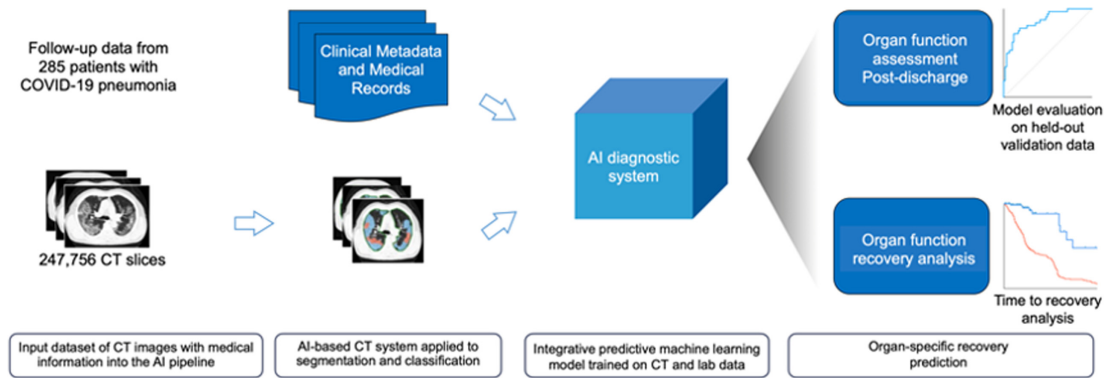 Follow-up data from
285 patients with
COVID-19 pneumonia
Clinical Metadata
and Medical
Records
AI diagnostic
system
Organ function
assessment
Post-discharge
Model evaluation
on held-out
validation data
247,756 CT slices
Organ function
recovery analysis
Time to recovery
analysis
Input dataset of CT images with medical
information into the AI pipeline
AI-based CT system applied to
segmentation and classification
Integrative predictive machine learning
model trained on CT and lab data
Organ-specific recovery
prediction